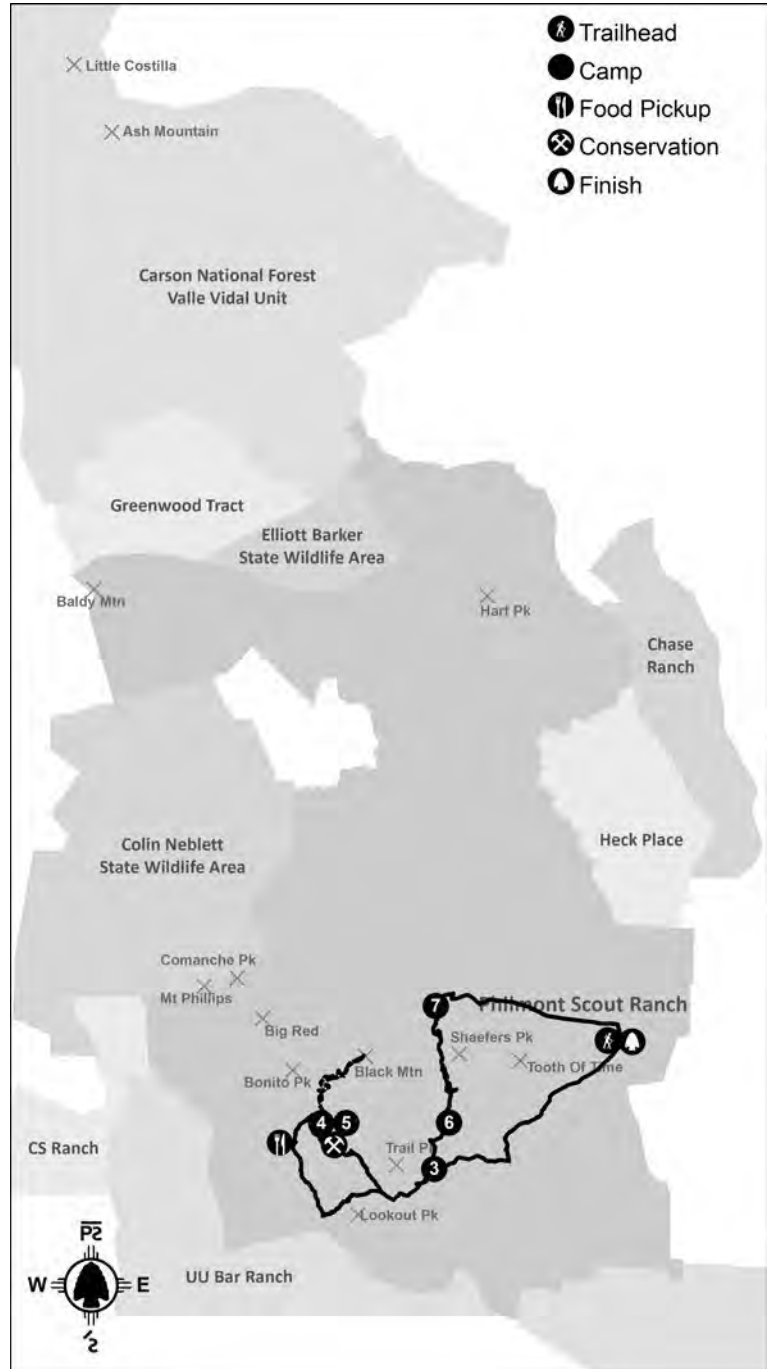 Trailhead
Camp
Food Pickup
Conservation
Finish
Little Costilla
Ash Mountain
Carson National Forest
Valle Vidal Unit
Greenwood Tract
Elliott Barker
State Wildlife Area
Baldy Mtn
Hart Pk
Chase
Ranch
Heck Place
Colin Neblett
State Wildlife Area
Comanche Pk
Mt Phillips
Big Red
7
Philmont Scout Ranch
Shaefers Pk
Tooth Of Time
Black Mtn
Bonito Pk
4
5
6
CS Ranch
Trail P
3
Lookout Pk
UU Bar Ranch
W
E